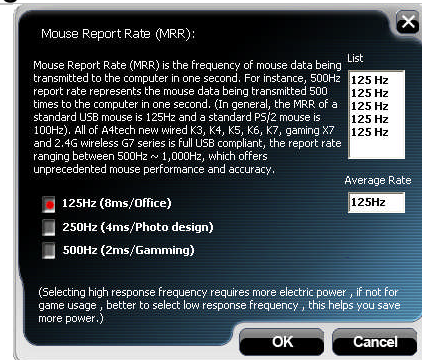 Mouse Report Rate (MRR):
Mouse Report Rate (MRR) is the frequency of mouse data being
transmitted to the computer in one second. For instance, 500Hz
report rate represents the mouse data being transmitted 500
times to the computer in one second. (In general, the MRR of a
standard USB mouse is 125Hz and a standard PS/2 mouse is
100Hz). All of A4tech new wired K3, K4, K5, K6, K7, gaming X7
and 2.4G wireless G7 series is full USB compliant, the report rate
ranging between 500Hz ~ 1,000Hz, which offers
unprecedented mouse performance and accuracy.
List
125 Hz
125 Hz
125 Hz
125 Hz
125 Hz
Average Rate
125Hz
125Hz (8ms/Office)
250Hz (4ms/Photo design)
500Hz (2ms/Gamming)
(Selecting high response frequency requires more electric power , if not for
game usage , better to select low response frequency , this helps you save
more power.)
OK
Cancel